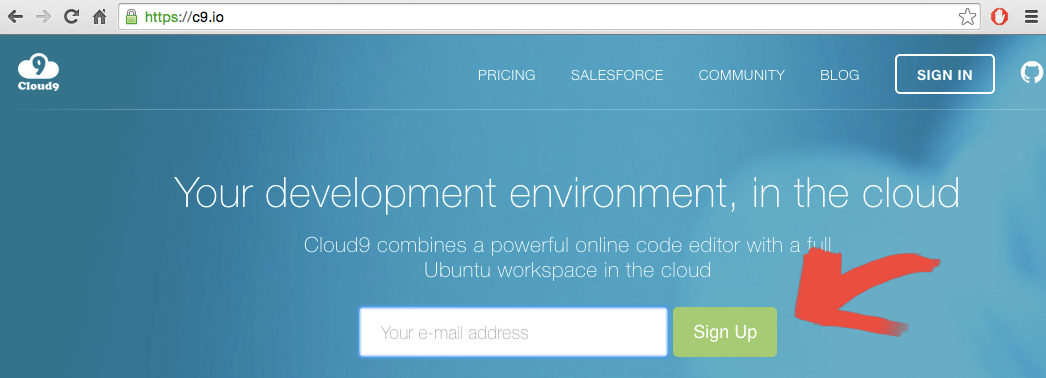 https://c9.io
9
Cloud9
PRICING
SALESFORCE
COMMUNITY
BLOG
SIGN IN
Your development environment, in the cloud
Cloud9 combines a powerful online code editor with a full
Ubuntu workspace in the cloud
Your e-mail address
Sign Up